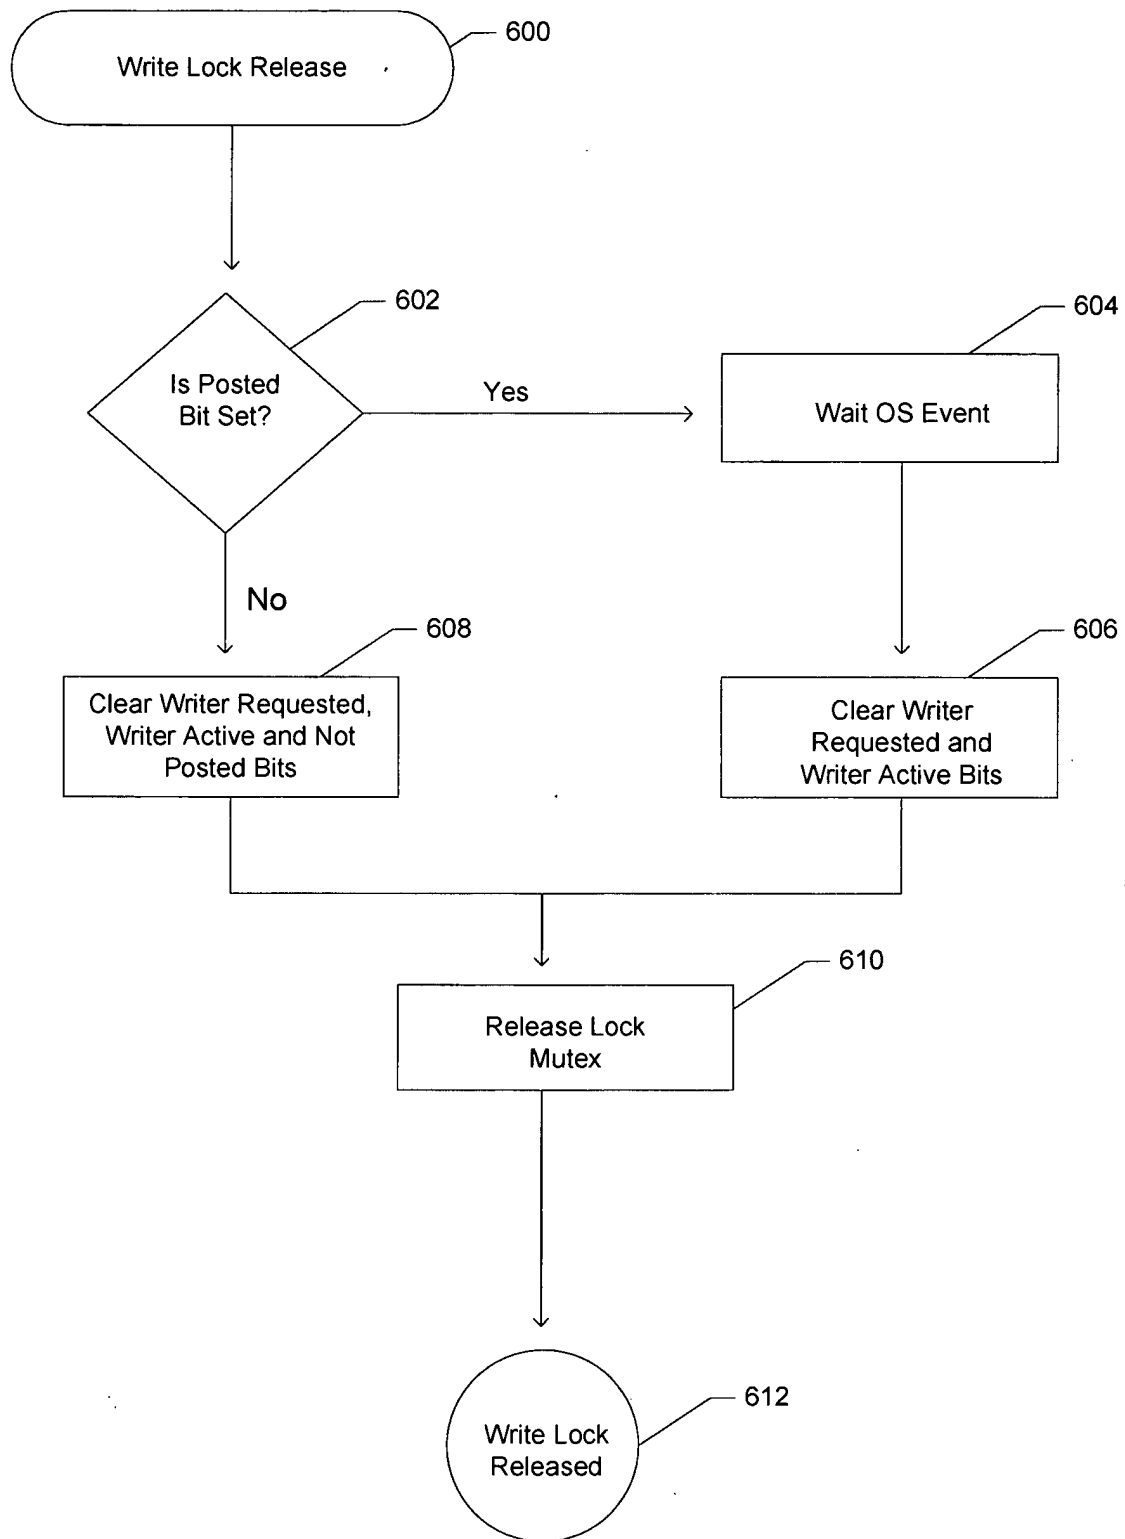 600
Write Lock Release
602
Is Posted
Bit Set?
Yes
604
Wait OS Event
No
608
Clear Writer Requested,
Writer Active and Not
Posted Bits
606
Clear Writer
Requested and
Writer Active Bits
610
Release Lock
Mutex
612
Write Lock
Released